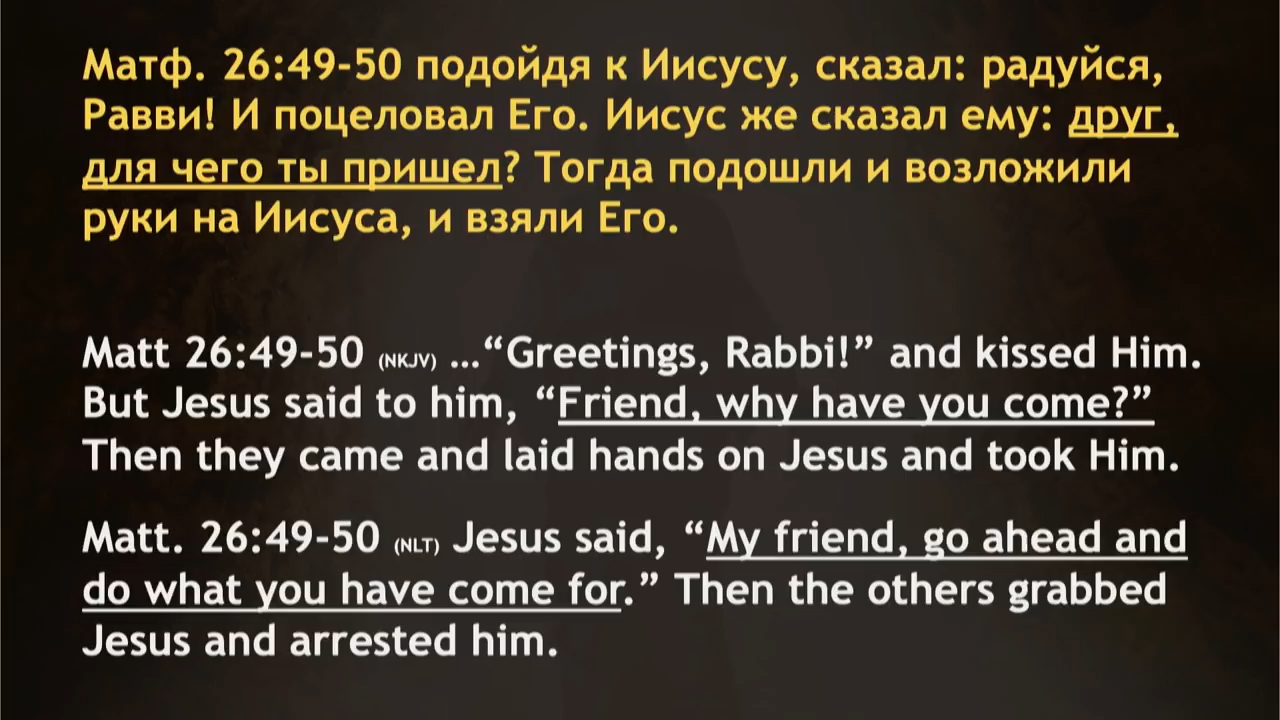 Матф. 26:49-50 подойдя к Иисусу, сказал: радуйся,
Равви! И поцеловал Его. Иисус же сказал ему: друг,
для чего ты пришел? Тогда подошли и возложили
руки на Иисуса, и взяли Его.
Matt 26:49-50 (NKJV) …“Greetings, Rabbi!” and kissed Him.
But Jesus said to him, “Friend, why have you come?”
Then they came and laid hands on Jesus and took Him.
Matt. 26:49-50 (NLT) Jesus said, “My friend, go ahead and
do what you have come for.” Then the others grabbed
Jesus and arrested him.